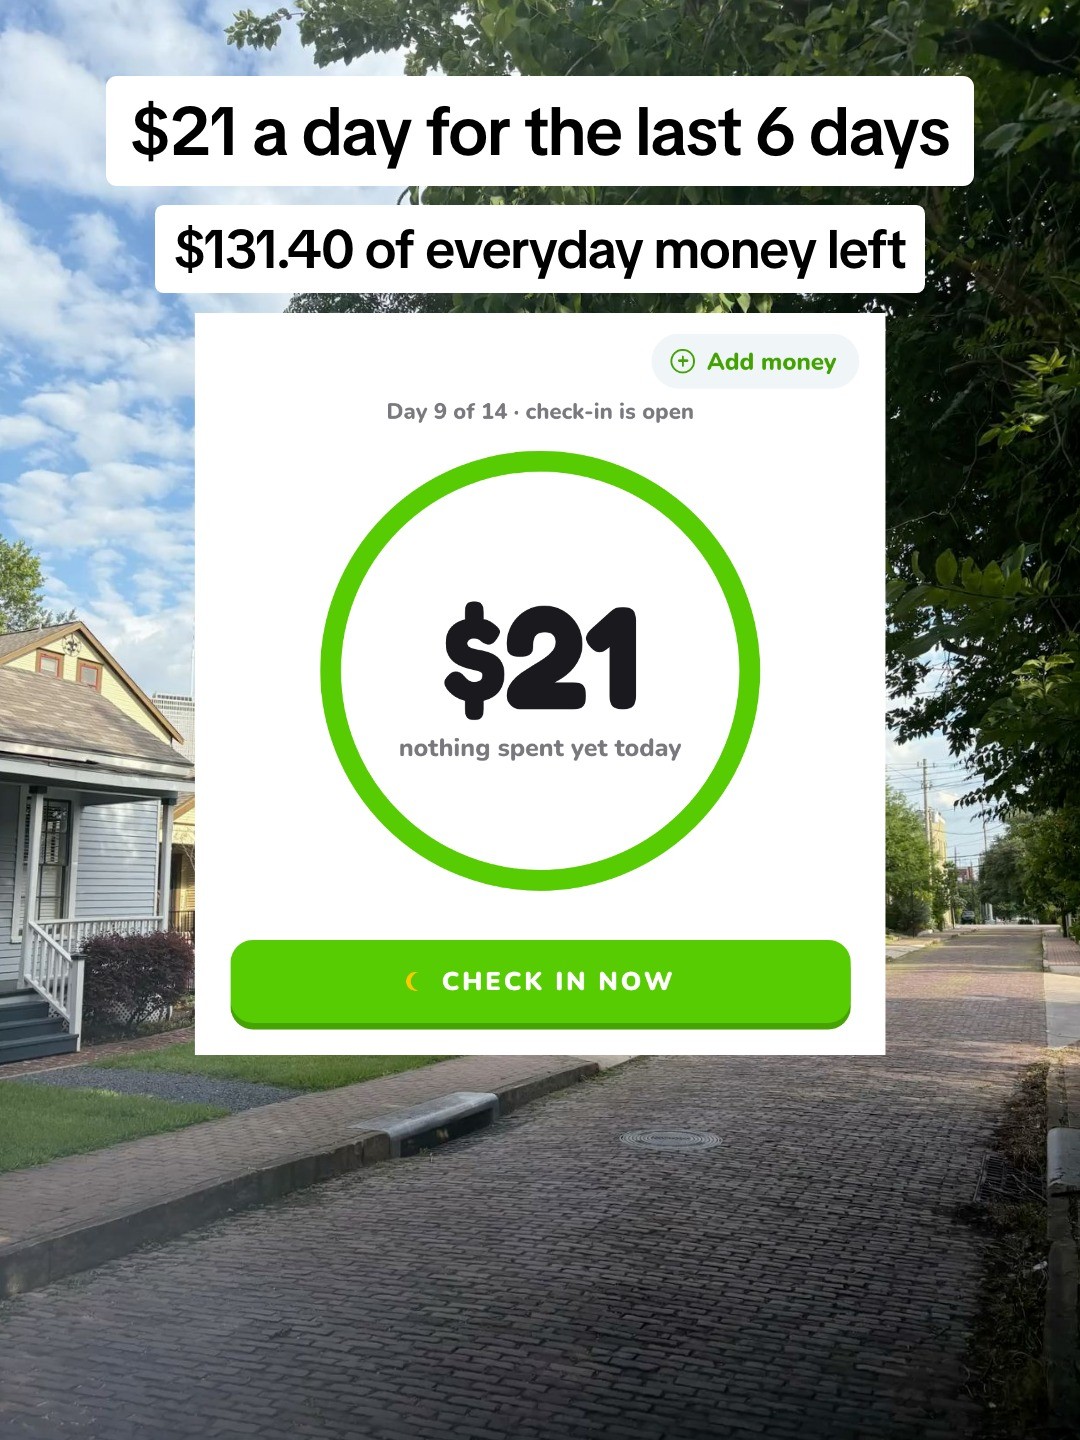 $21 a day for the last 6 days
$131.40 of everyday money left
Add money
Day 9 of 14 · check-in is open
$21
nothing spent yet today
CHECK IN NOW